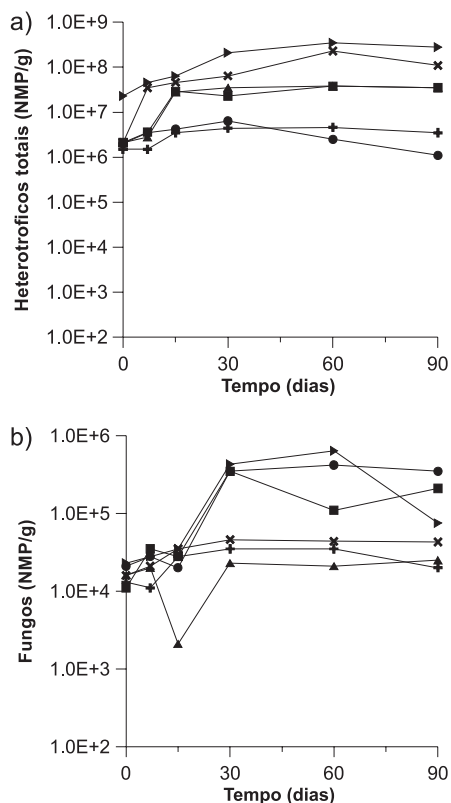 a)
Heterotroficos totais (NMP/g)
1.0E+9
1.0E+8
1.0E+7
1.0E+6
1.0E+5
1.0E+4
1.0E+3
1.0E+2
0 30 60 90
Tempo (dias)
b)
Fungos (NMP/g)
1.0E+6
1.0E+5
1.0E+4
1.0E+3
1.0E+2
0 30 60 90
Tempo (dias)